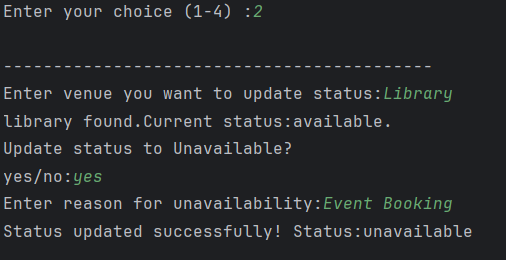 Enter your choice (1-4) :2
-------------------------------------------
Enter venue you want to update status:Library
library found.Current status:available.
Update status to Unavailable?
yes/no:yes
Enter reason for unavailability:Event Booking
Status updated successfully! Status:unavailable